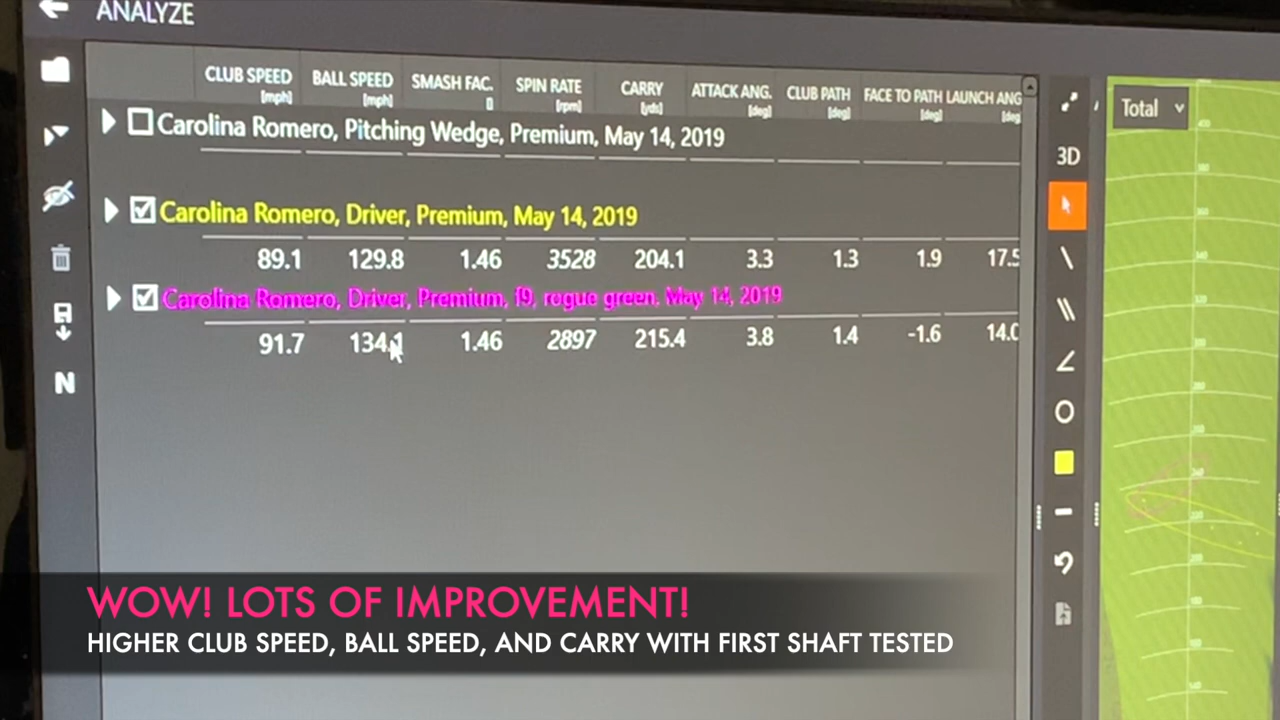 ANALYZE
CLUB SPEED BALL SPEED SMASH FAC. SPIN RATE CARRY ATTACK ANG. CLUB PATH FACE TO PATH LAUNCH ANG
[mph] [mph] [] [rpm] [yds] [deg] [deg] [deg] [deg
Carolina Romero, Pitching Wedge, Premium, May 14, 2019
Carolina Romero, Driver, Premium, May 14, 2019
89.1 129.8 1.46 3528 204.1 3.3 1.3 1.9 17.5
Carolina Romero, Driver, Premium, f9, rogue green, May 14, 2019
91.7 134.1 1.46 2897 215.4 3.8 1.4 -1.6 14.0
N
3D
Total
WOW! LOTS OF IMPROVEMENT!
HIGHER CLUB SPEED, BALL SPEED, AND CARRY WITH FIRST SHAFT TESTED